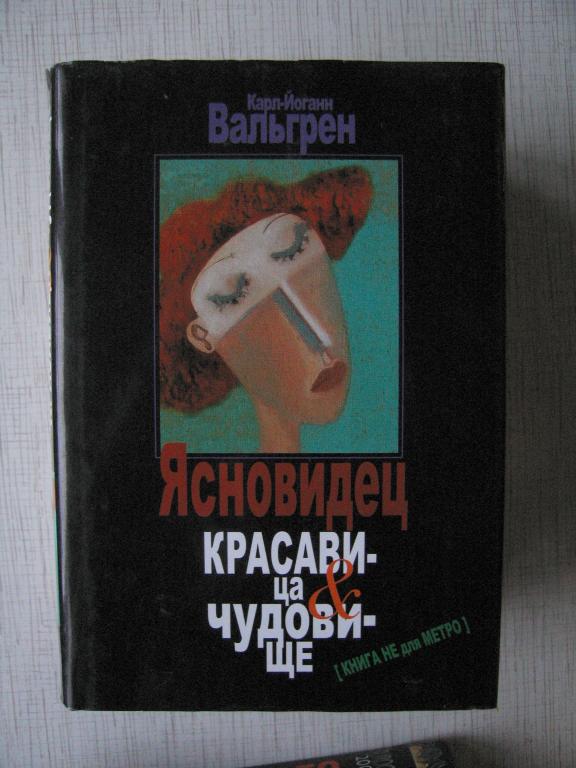 Карл-Йоганн
Вальгрен
Ясновидец
КРАСАВИ-
ца
&
ЧУДОВИ-
ЩЕ
[ КНИГА НЕ для МЕТРО ]